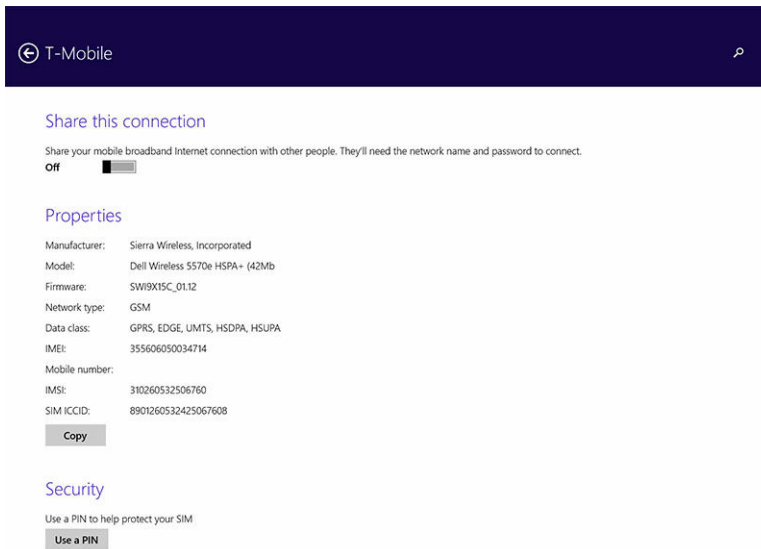 T-Mobile
Share this connection
Share your mobile broadband Internet connection with other people. They'll need the network name and password to connect.
Off
Properties
Manufacturer: Sierra Wireless, Incorporated
Model: Dell Wireless 5570e HSPA+ (42Mb
Firmware: SWI9X15C_01.12
Network type: GSM
Data class: GPRS, EDGE, UMTS, HSDPA, HSUPA
IMEI: 355606050034714
Mobile number:
IMSI: 310260532506760
SIM ICCID: 8901260532425067608
Copy
Security
Use a PIN to help protect your SIM
Use a PIN